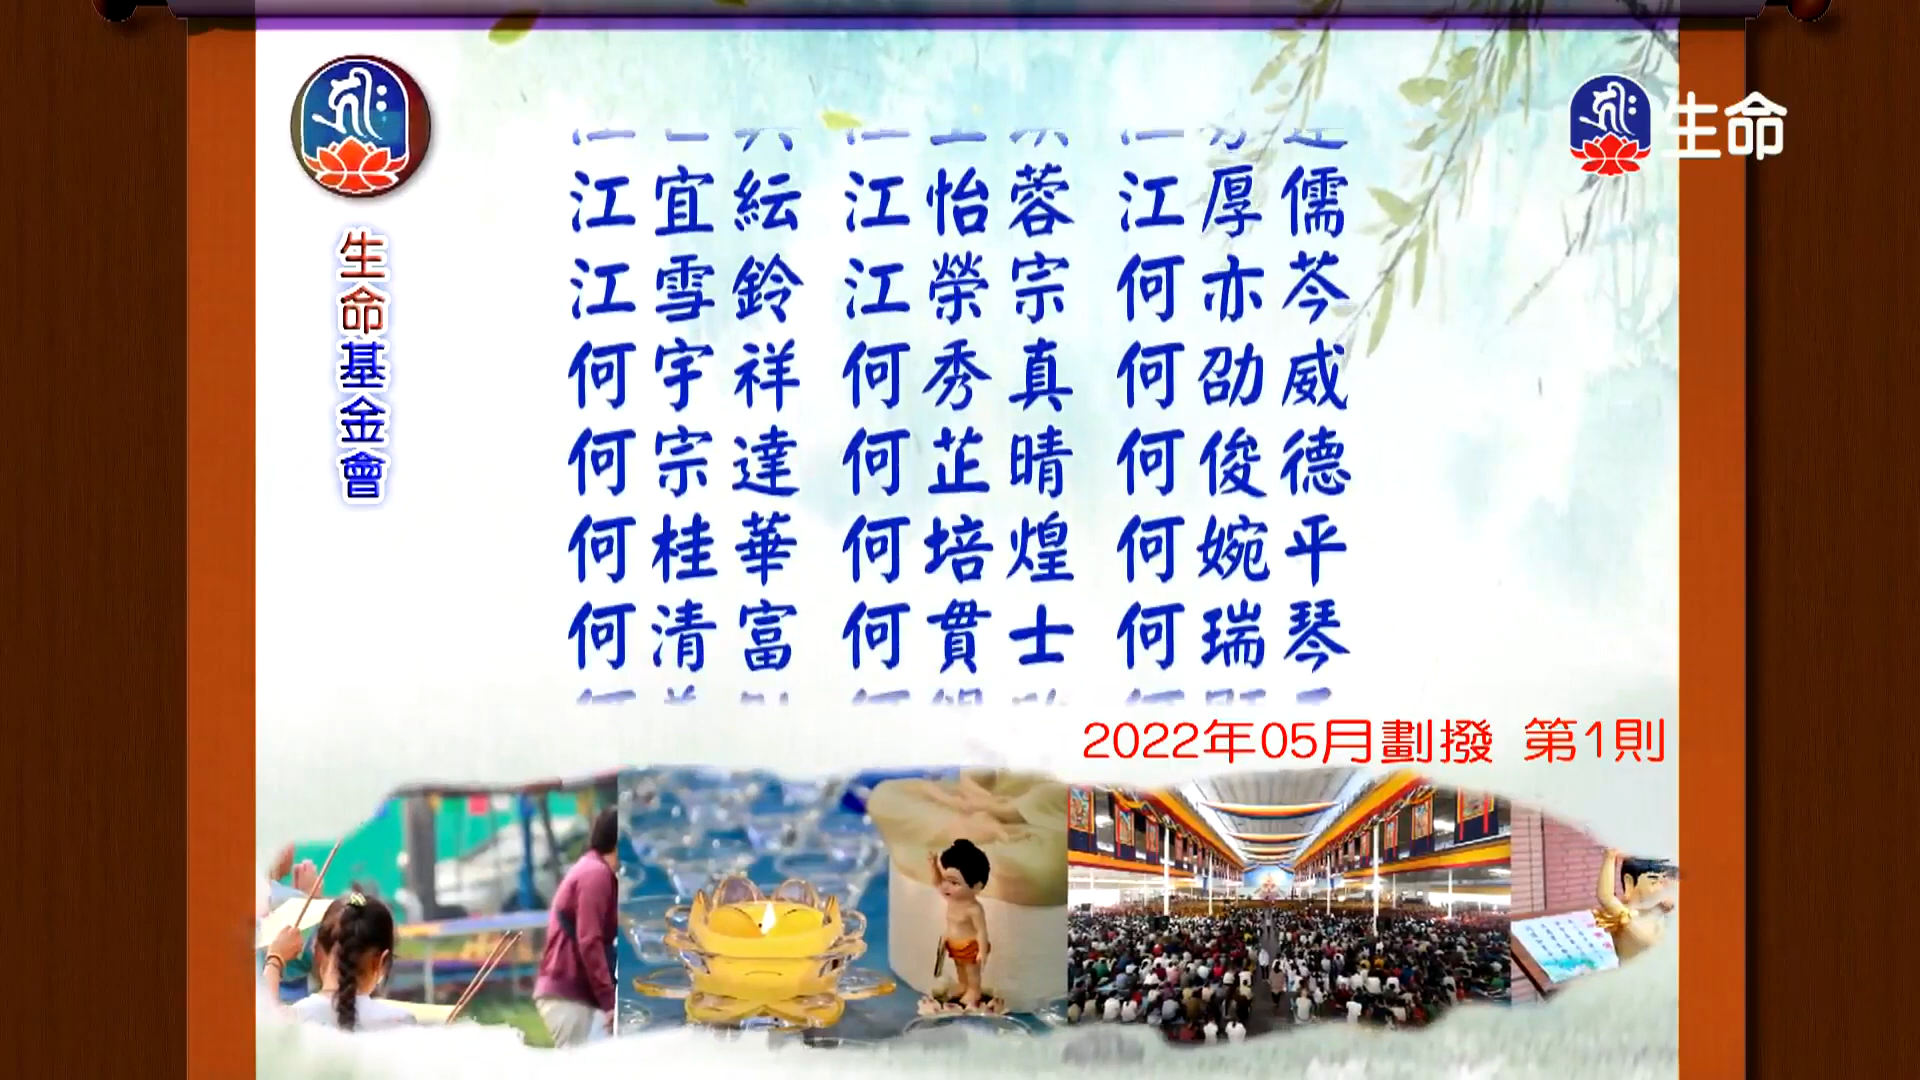 生命
江宜紜 江怡蓉 江厚儒
江雪鈴 江榮宗 何亦芩
何宇祥 何秀真 何劭威
何宗達 何芷晴 何俊德
何桂華 何培煌 何婉平
何清富 何貫士 何瑞琴
生命基金會
2022年05月劃撥 第1則